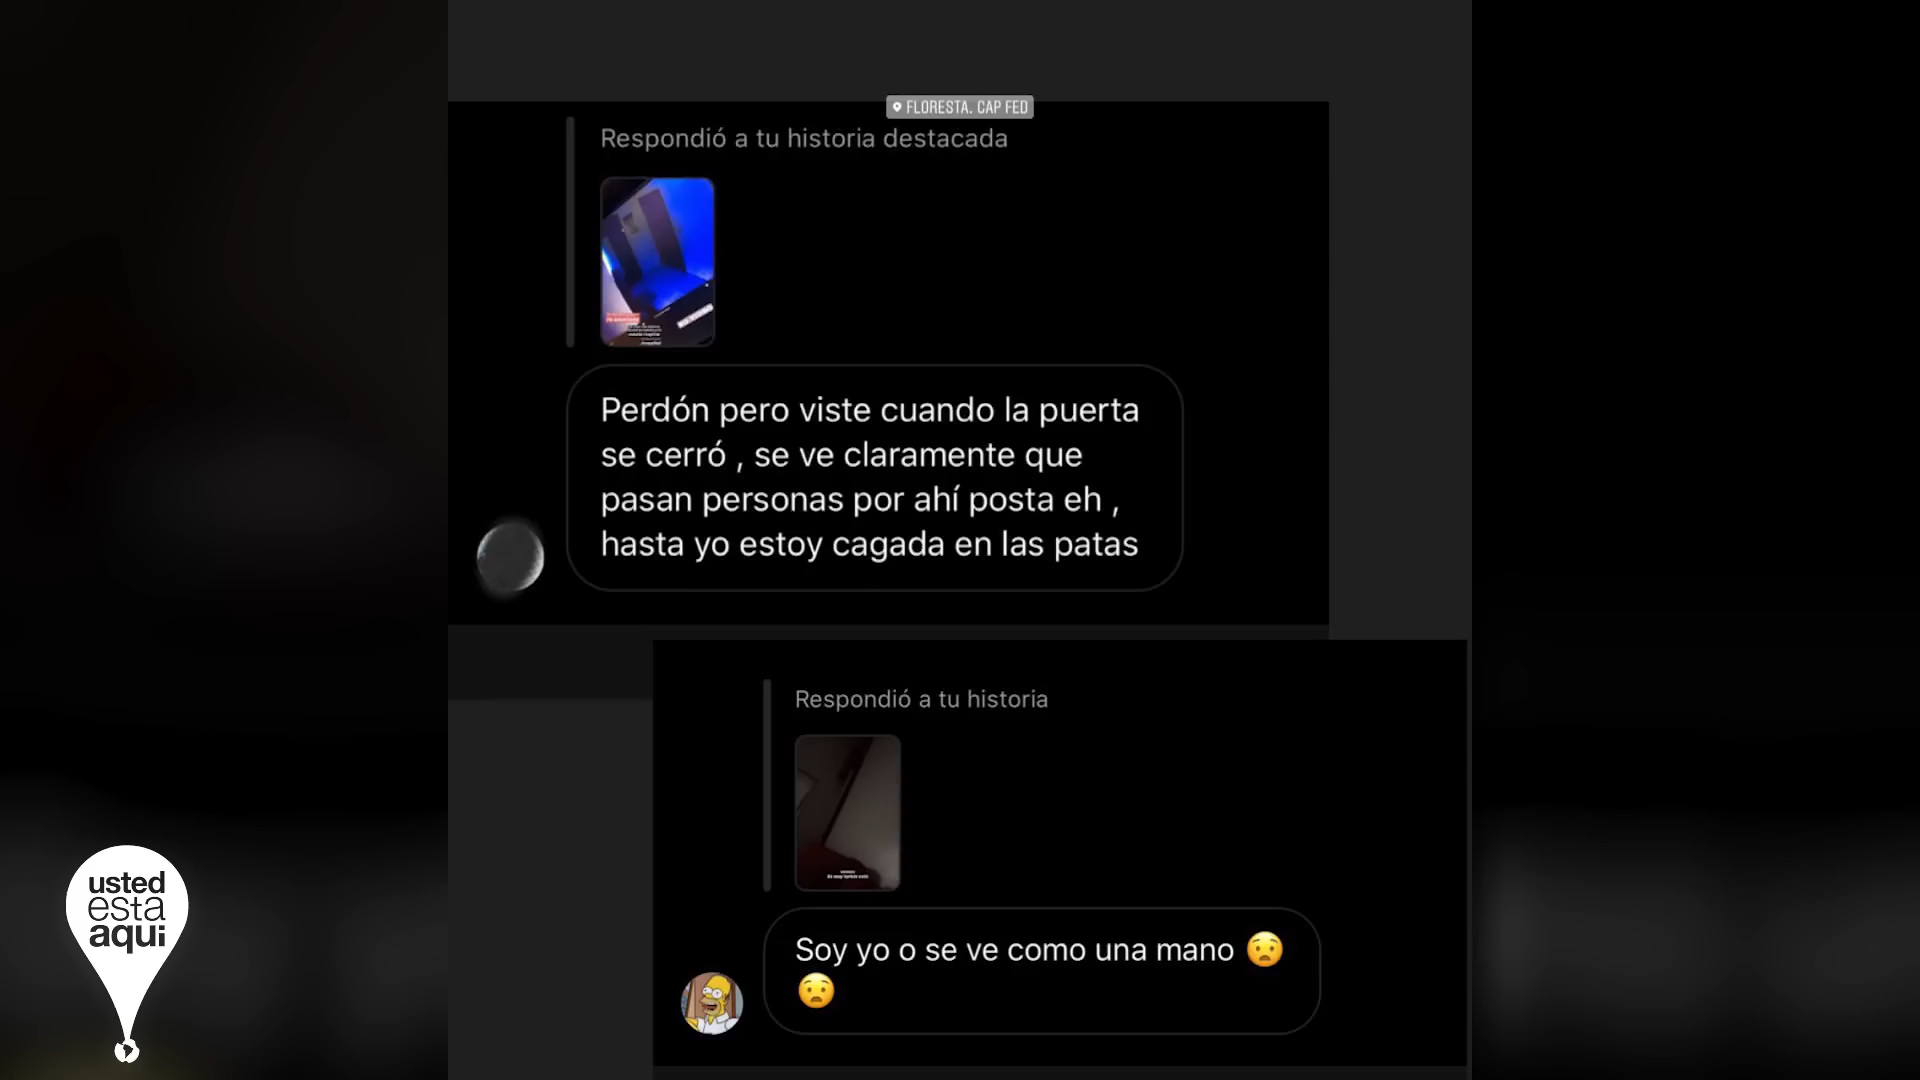 FLORESTA. CAP FED
Respondió a tu historia destacada
Perdón pero viste cuando la puerta
se cerró , se ve claramente que
pasan personas por ahí posta eh ,
hasta yo estoy cagada en las patas
Respondió a tu historia
Soy yo o se ve como una mano 😧
😧
usted
esta
aqui